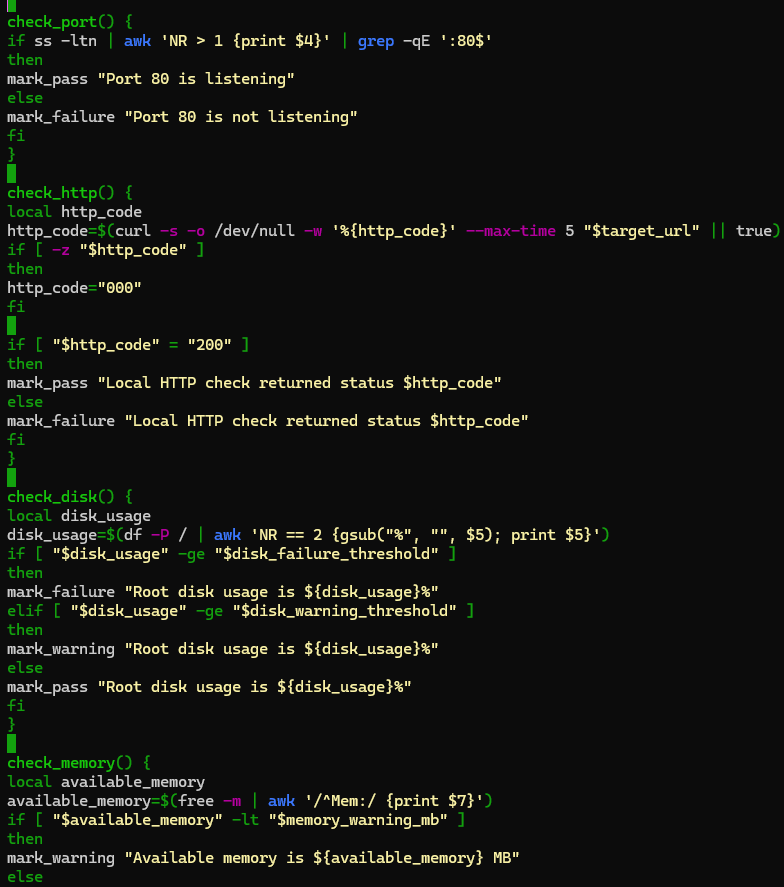 check_port() {
if ss -ltn | awk 'NR > 1 {print $4}' | grep -qE ':80$'
then
mark_pass "Port 80 is listening"
else
mark_failure "Port 80 is not listening"
fi
}
check_http() {
local http_code
http_code=$(curl -s -o /dev/null -w '%{http_code}' --max-time 5 "$target_url" || true)
if [ -z "$http_code" ]
then
http_code="000"
fi
if [ "$http_code" = "200" ]
then
mark_pass "Local HTTP check returned status $http_code"
else
mark_failure "Local HTTP check returned status $http_code"
fi
}
check_disk() {
local disk_usage
disk_usage=$(df -P / | awk 'NR == 2 {gsub("%", "", $5); print $5}')
if [ "$disk_usage" -ge "$disk_failure_threshold" ]
then
mark_failure "Root disk usage is ${disk_usage}%"
elif [ "$disk_usage" -ge "$disk_warning_threshold" ]
then
mark_warning "Root disk usage is ${disk_usage}%"
else
mark_pass "Root disk usage is ${disk_usage}%"
fi
}
check_memory() {
local available_memory
available_memory=$(free -m | awk '/^Mem:/ {print $7}')
if [ "$available_memory" -lt "$memory_warning_mb" ]
then
mark_warning "Available memory is ${available_memory} MB"
else